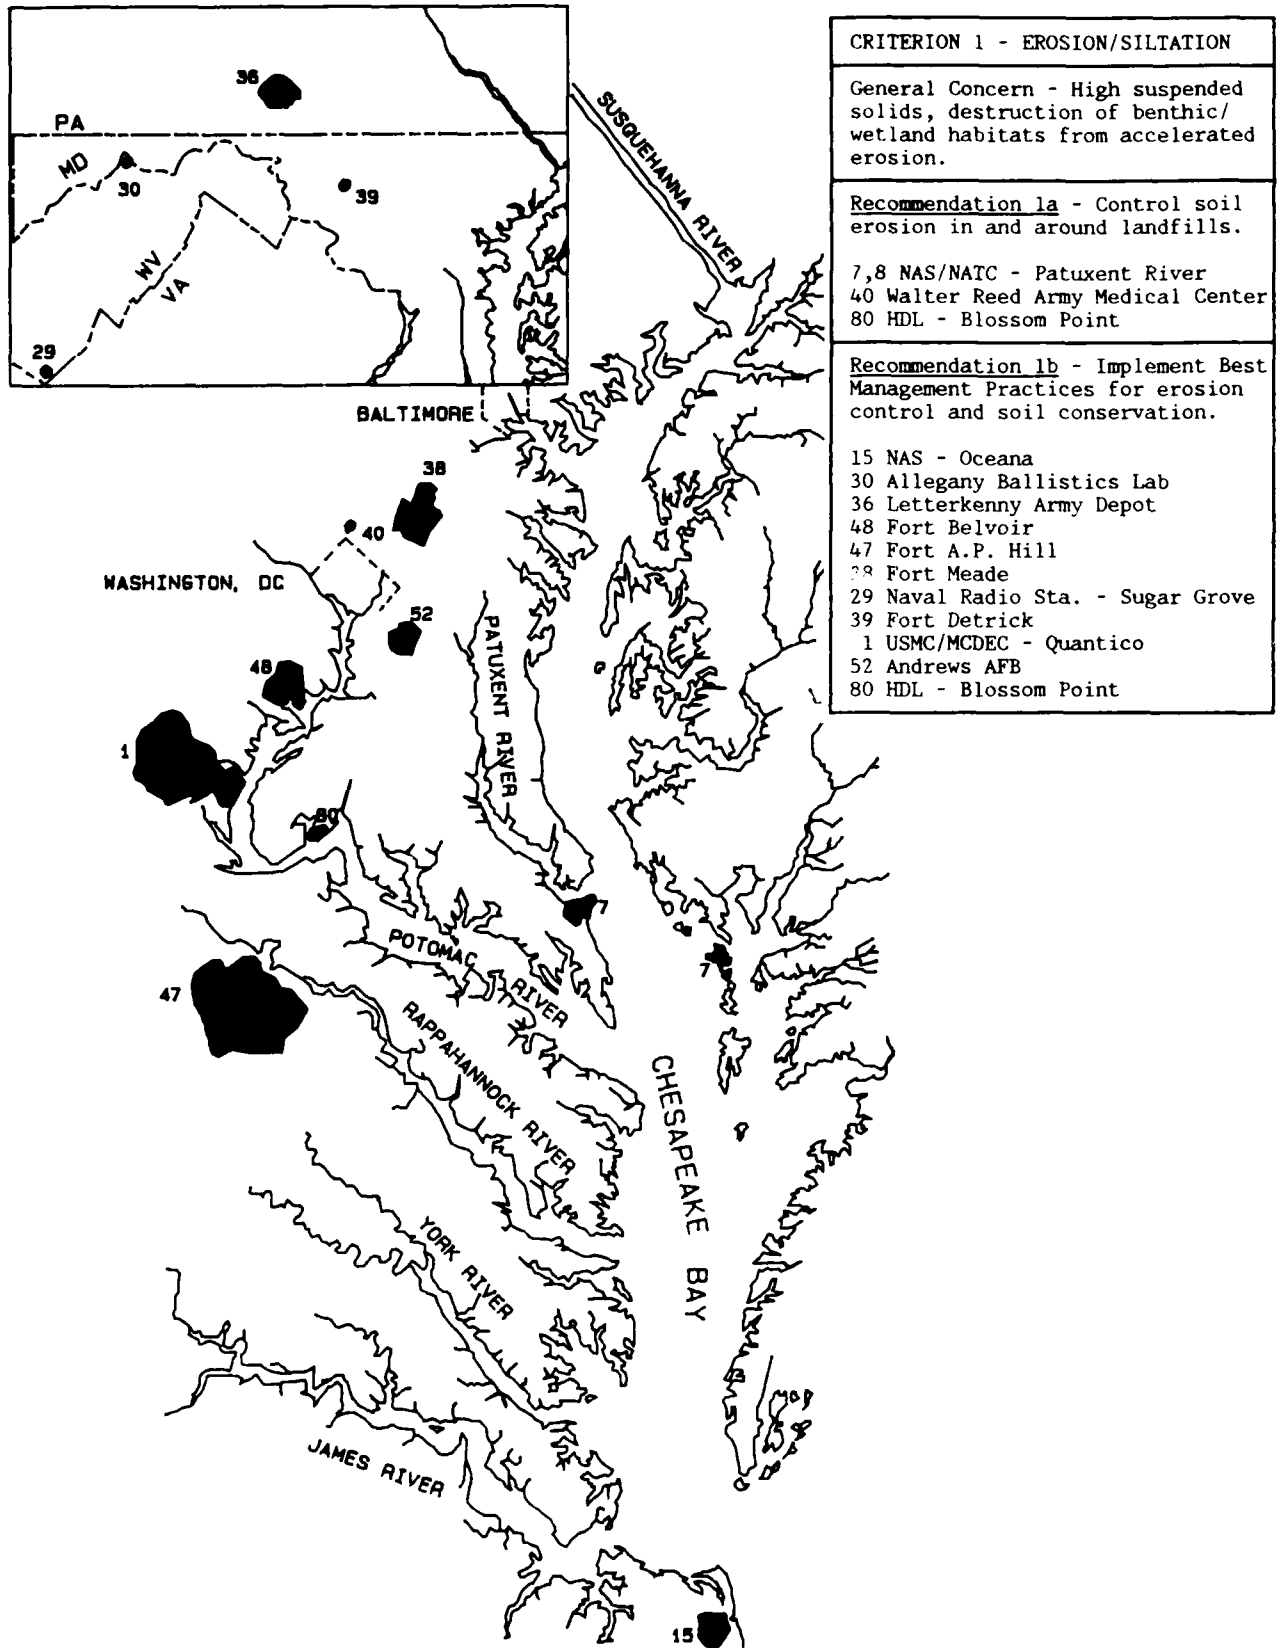 36
PA
MD
30
39
WV
VA
29
SUSQUEHANNA RIVER
BALTIMORE
38
40
WASHINGTON, DC
52
PATUXENT RIVER
48
1
80
7
POTOMAC RIVER
7
47
RAPPAHANNOCK RIVER
CHESAPEAKE BAY
YORK RIVER
JAMES RIVER
15
CRITERION 1 - EROSION/SILTATION
General Concern - High suspended
solids, destruction of benthic/
wetland habitats from accelerated
erosion.
Recommendation 1a - Control soil
erosion in and around landfills.
7,8 NAS/NATC - Patuxent River
40 Walter Reed Army Medical Center
80 HDL - Blossom Point
Recommendation 1b - Implement Best
Management Practices for erosion
control and soil conservation.
15 NAS - Oceana
30 Allegany Ballistics Lab
36 Letterkenny Army Depot
48 Fort Belvoir
47 Fort A.P. Hill
Fort Meade
29 Naval Radio Sta. - Sugar Grove
39 Fort Detrick
1 USMC/MCDEC - Quantico
52 Andrews AFB
80 HDL - Blossom Point